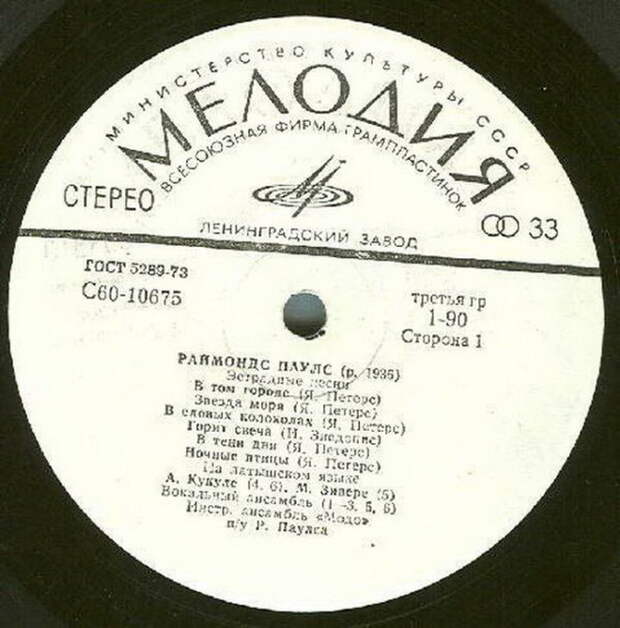 МИНИСТЕРСТВО КУЛЬТУРЫ СССР
МЕЛОДИЯ
ВСЕСОЮЗНАЯ ФИРМА ГРАМПЛАСТИНОК
СТЕРЕО
33
ЛЕНИНГРАДСКИЙ ЗАВОД
ГОСТ 5289-73
С60-10675
третья гр
1-90
Сторона 1
РАЙМОНДС ПАУЛС (р. 1936)
Эстрадные песни
В том городе (Я. Петерс)
Звезда моря (Я. Петерс)
В еловых колоколах (Я. Петерс)
Горит свеча (И. Зиедонис)
В тени дня (Я. Петерс)
Ночные птицы (Я. Петерс)
На латышском языке
А. Кукуле (4, 6), М. Зивере (5)
Вокальный ансамбль (1-3, 5, 6)
Инстр. ансамбль «Модо»
п/у Р. Паулса